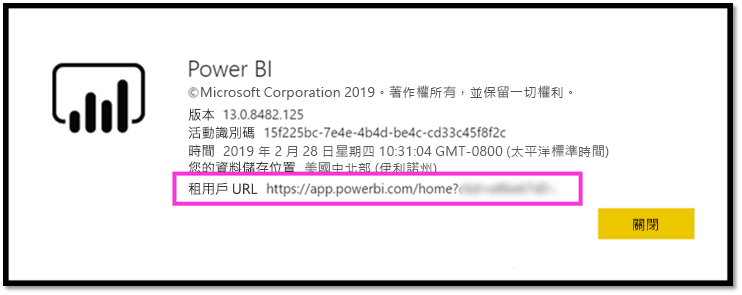 Power BI
©Microsoft Corporation 2019。著作權所有，並保留一切權利。
版本 13.0.8482.125
活動識別碼 15f225bc-7e4e-4b4d-be4c-cd33c45f8f2c
時間 2019 年 2 月 28 日星期四 10:31:04 GMT-0800 (太平洋標準時間)
您的資料儲存位置 美國中北部 (伊利諾州)
租用戶 URL https://app.powerbi.com/home?
關閉